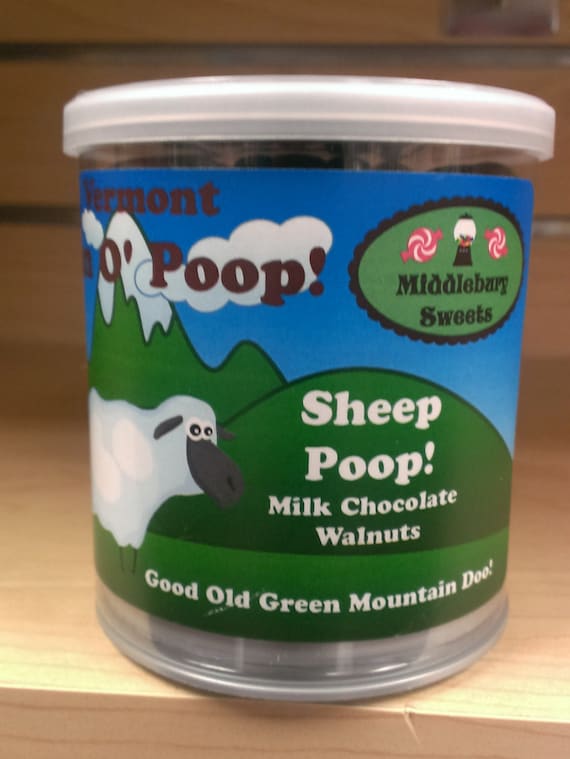 Vermont
O' Poop!
Middlebury
Sweets
Sheep
Poop!
Milk Chocolate
Walnuts
Good Old Green Mountain Doo!